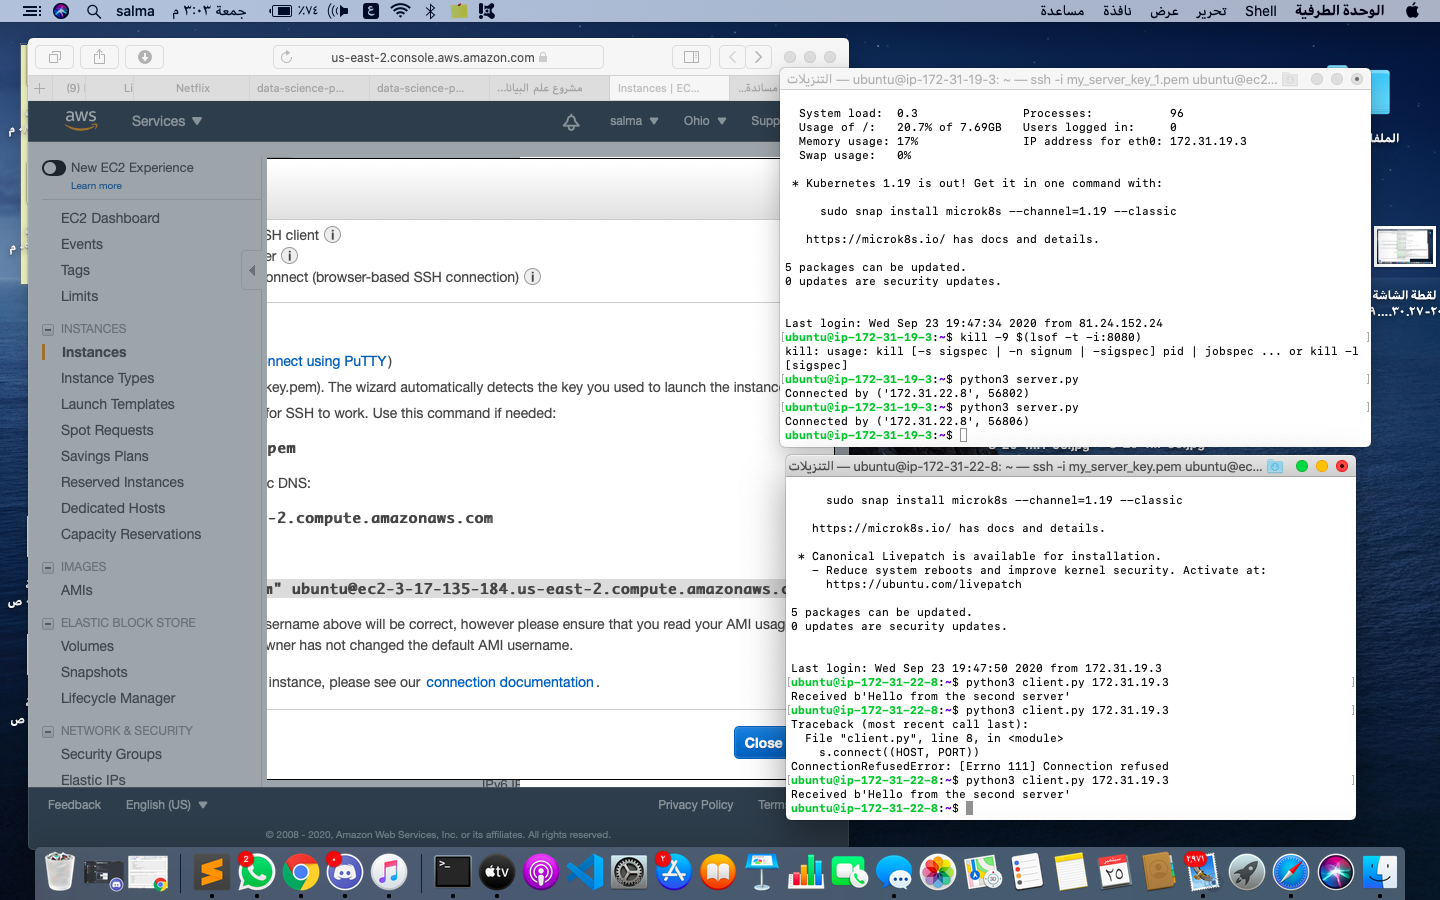 salma
جمعة ٣:٠٣ م
٪٧٤
ع
مساعدة
نافذة
عرض
تحرير
Shell
الوحدة الطرفية
us-east-2.console.aws.amazon.com
(9)
Li
Netflix
data-science-p...
data-science-p...
Instances | EC...
aws
Services
salma
Ohio
Supp
New EC2 Experience
Learn more
EC2 Dashboard
Events
Tags
Limits
INSTANCES
Instances
Instance Types
Launch Templates
Spot Requests
Savings Plans
Reserved Instances
Dedicated Hosts
Capacity Reservations
IMAGES
AMIs
ELASTIC BLOCK STORE
Volumes
Snapshots
Lifecycle Manager
NETWORK & SECURITY
Security Groups
Elastic IPs
SH client
er
onnect (browser-based SSH connection)
nnect using PuTTY)
key.pem). The wizard automatically detects the key you used to launch the instance
for SSH to work. Use this command if needed:
pem
c DNS:
-2.compute.amazonaws.com
m" ubuntu@ec2-3-17-135-184.us-east-2.compute.amazonaws.c
sername above will be correct, however please ensure that you read your AMI usag
wner has not changed the default AMI username.
instance, please see our connection documentation.
Close
Feedback
English (US)
Privacy Policy
Term
© 2008 - 2020, Amazon Web Services, Inc. or its affiliates. All rights reserved.
التنزيلات — ubuntu@ip-172-31-19-3: ~ — ssh -i my_server_key_1.pem ubuntu@ec2...
System load:  0.3    Processes:           96
Usage of /:   20.7% of 7.69GB   Users logged in:     0
Memory usage: 17%   IP address for eth0: 172.31.19.3
Swap usage:   0%
* Kubernetes 1.19 is out! Get it in one command with:
sudo snap install microk8s --channel=1.19 --classic
https://microk8s.io/ has docs and details.
5 packages can be updated.
0 updates are security updates.
Last login: Wed Sep 23 19:47:34 2020 from 81.24.152.24
[ubuntu@ip-172-31-19-3:~$ kill -9 $(lsof -t -i:8080) ]
kill: usage: kill [-s sigspec | -n signum | -sigspec] pid | jobspec ... or kill -l
[sigspec]
[ubuntu@ip-172-31-19-3:~$ python3 server.py ]
Connected by ('172.31.22.8', 56802)
[ubuntu@ip-172-31-19-3:~$ python3 server.py ]
Connected by ('172.31.22.8', 56806)
ubuntu@ip-172-31-19-3:~$
التنزيلات — ubuntu@ip-172-31-22-8: ~ — ssh -i my_server_key.pem ubuntu@ec...
sudo snap install microk8s --channel=1.19 --classic
https://microk8s.io/ has docs and details.
* Canonical Livepatch is available for installation.
- Reduce system reboots and improve kernel security. Activate at:
https://ubuntu.com/livepatch
5 packages can be updated.
0 updates are security updates.
Last login: Wed Sep 23 19:47:50 2020 from 172.31.19.3
[ubuntu@ip-172-31-22-8:~$ python3 client.py 172.31.19.3 ]
Received b'Hello from the second server'
[ubuntu@ip-172-31-22-8:~$ python3 client.py 172.31.19.3 ]
Traceback (most recent call last):
File "client.py", line 8, in <module>
s.connect((HOST, PORT))
ConnectionRefusedError: [Errno 111] Connection refused
[ubuntu@ip-172-31-22-8:~$ python3 client.py 172.31.19.3 ]
Received b'Hello from the second server'
ubuntu@ip-172-31-22-8:~$
لقطة الشاشة
2
tv
٢
سبتمبر
٢٥
٢٬٩٧١